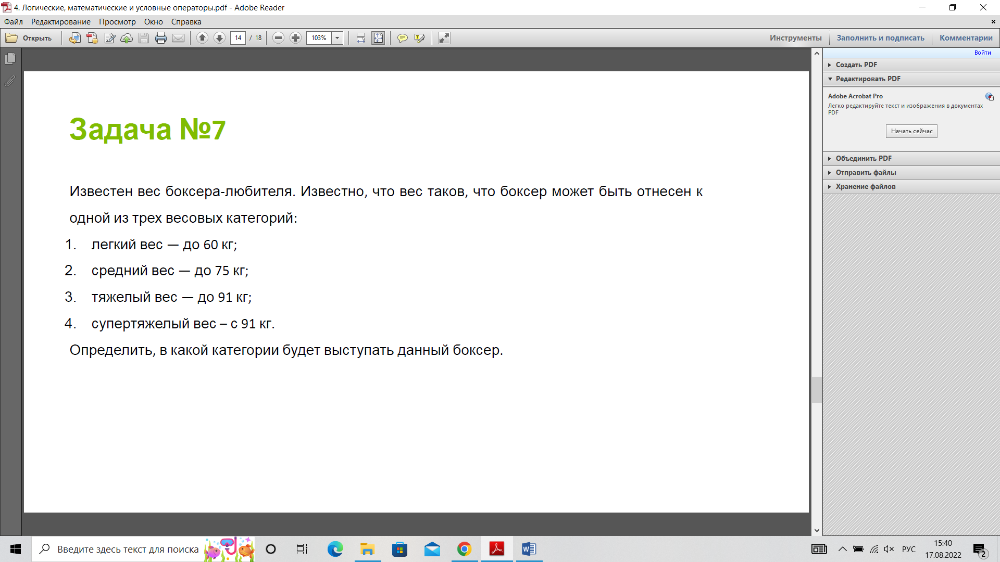 4. Логические, математические и условные операторы.pdf - Adobe Reader
Файл Редактирование Просмотр Окно Справка
Открыть 14 / 18 103% Инструменты Заполнить и подписать Комментарии
Войти
Создать PDF
Редактировать PDF
Adobe Acrobat Pro
Легко редактируйте текст и изображения в документах
PDF
Начать сейчас
Объединить PDF
Отправить файлы
Хранение файлов
Задача №7
Известен вес боксера-любителя. Известно, что вес таков, что боксер может быть отнесен к
одной из трех весовых категорий:
1. легкий вес — до 60 кг;
2. средний вес — до 75 кг;
3. тяжелый вес — до 91 кг;
4. супертяжелый вес – с 91 кг.
Определить, в какой категории будет выступать данный боксер.
Введите здесь текст для поиска
РУС
15:40
17.08.2022
2